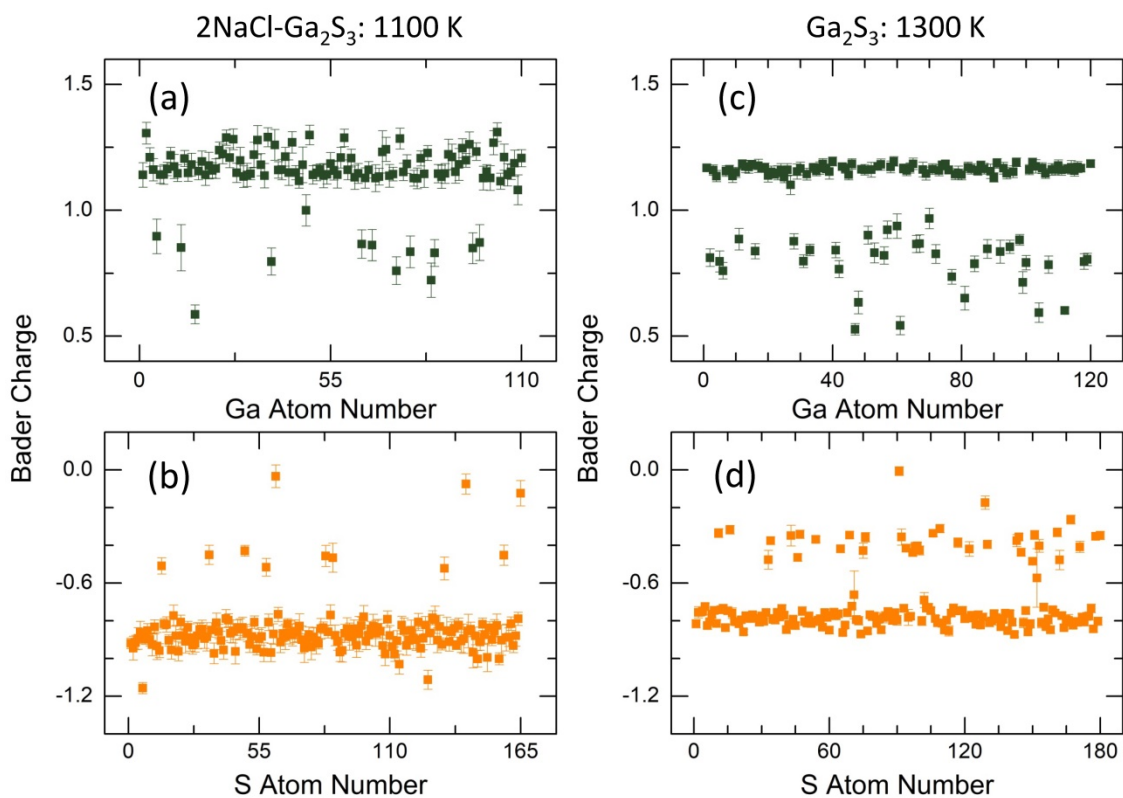 2NaCl-Ga₂S₃: 1100 K
Ga₂S₃: 1300 K
(a)
1.5
1.0
0.5
0
55
110
Ga Atom Number
(c)
1.5
1.0
0.5
0
40
80
120
Ga Atom Number
Bader Charge
Bader Charge
(b)
0.0
-0.6
-1.2
0
55
110
165
S Atom Number
(d)
0.0
-0.6
-1.2
0
60
120
180
S Atom Number